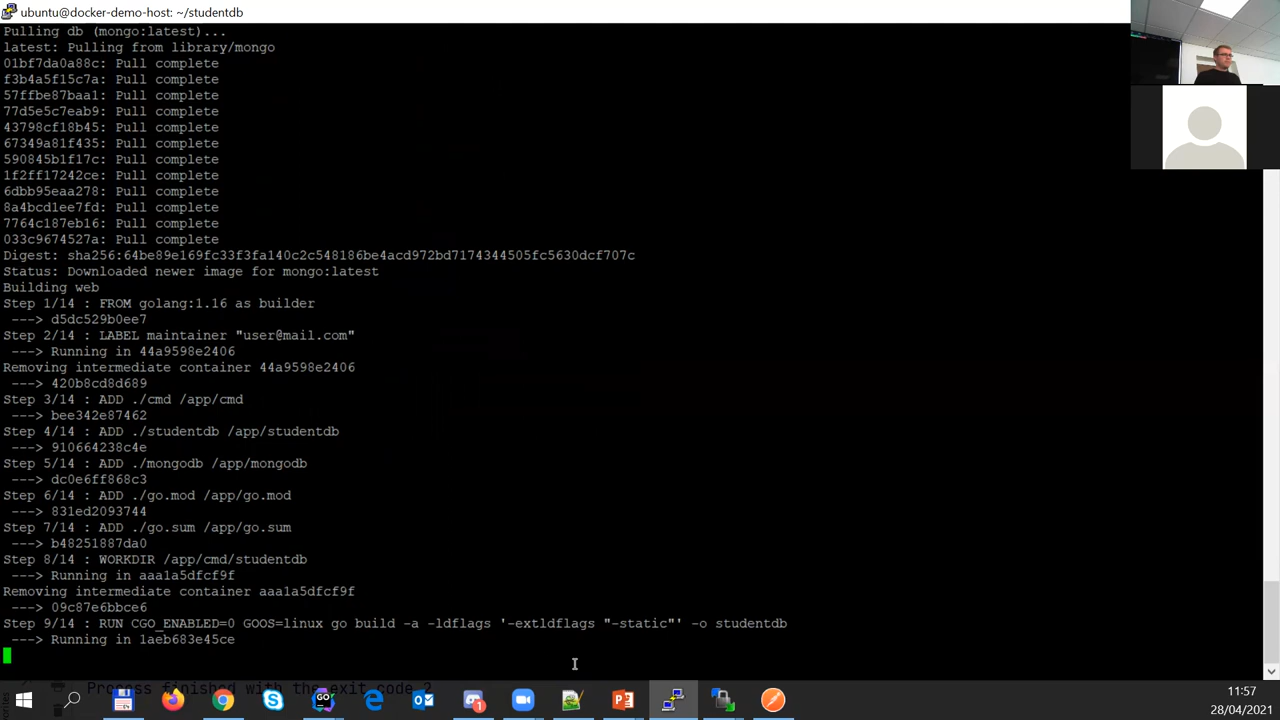 ubuntu@docker-demo-host: ~/studentdb
Pulling db (mongo:latest)...
latest: Pulling from library/mongo
01bf7da0a88c: Pull complete
f3b4a5f15c7a: Pull complete
57ffbe87baa1: Pull complete
77d5e5c7eab9: Pull complete
43798cf18b45: Pull complete
67349a81f435: Pull complete
590845b1f17c: Pull complete
1f2ff17242ce: Pull complete
6dbb95eaa278: Pull complete
8a4bcd1ee7fd: Pull complete
7764c187eb16: Pull complete
033c9674527a: Pull complete
Digest: sha256:64be89e169fc33f3fa140c2c548186be4acd972bd7174344505fc5630dcf707c
Status: Downloaded newer image for mongo:latest
Building web
Step 1/14 : FROM golang:1.16 as builder
---> d5dc529b0ee7
Step 2/14 : LABEL maintainer "user@mail.com"
---> Running in 44a9598e2406
Removing intermediate container 44a9598e2406
---> 420b8cd8d689
Step 3/14 : ADD ./cmd /app/cmd
---> bee342e87462
Step 4/14 : ADD ./studentdb /app/studentdb
---> 910664238c4e
Step 5/14 : ADD ./mongodb /app/mongodb
---> dc0e6ff868c3
Step 6/14 : ADD ./go.mod /app/go.mod
---> 831ed2093744
Step 7/14 : ADD ./go.sum /app/go.sum
---> b48251887da0
Step 8/14 : WORKDIR /app/cmd/studentdb
---> Running in aaa1a5dfcf9f
Removing intermediate container aaa1a5dfcf9f
---> 09c87e6bbce6
Step 9/14 : RUN CGO_ENABLED=0 GOOS=linux go build -a -ldflags '-extldflags "-static"' -o studentdb
---> Running in 1aeb683e45ce
Process finished with the exit code 2
11:57
28/04/2021